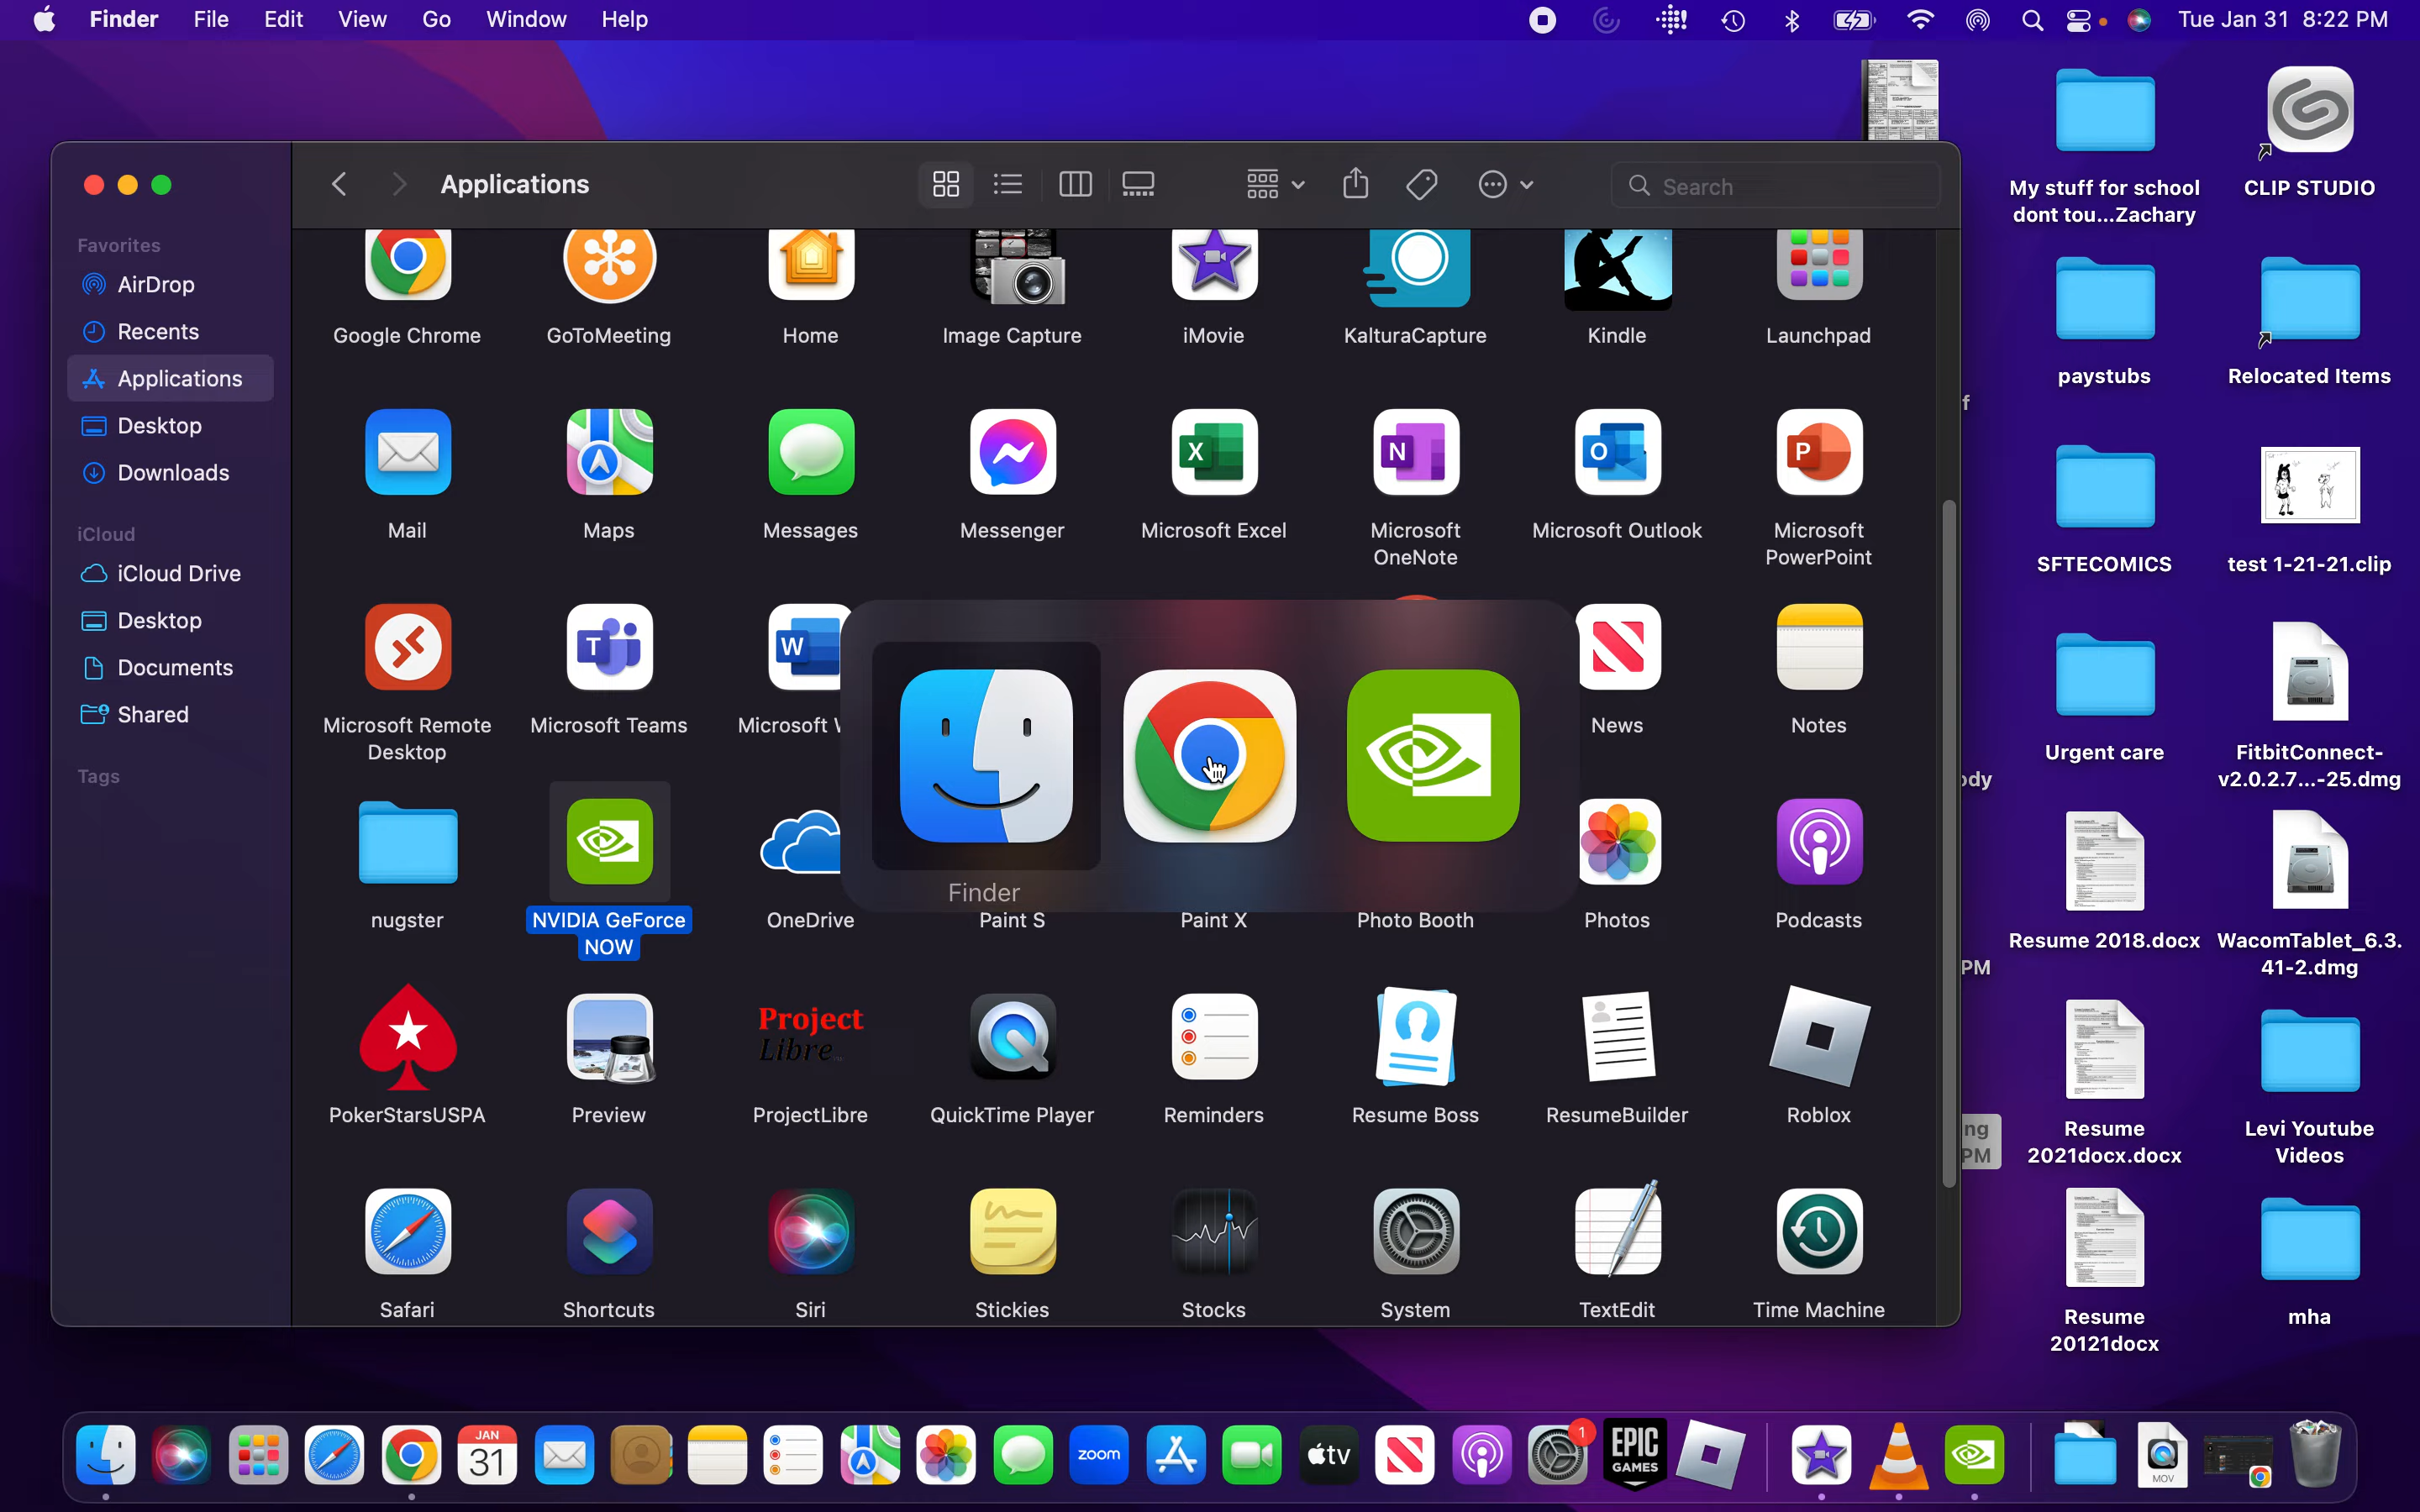 Finder File Edit View Go Window Help Tue Jan 31 8:22 PM
Applications
Search
Favorites
AirDrop
Recents
Applications
Desktop
Downloads
iCloud
iCloud Drive
Desktop
Documents
Shared
Tags
Google Chrome GoToMeeting Home Image Capture iMovie KalturaCapture Kindle Launchpad
Mail Maps Messages Messenger Microsoft Excel Microsoft Microsoft Outlook Microsoft
OneNote PowerPoint
Microsoft Remote Microsoft Teams Microsoft News Notes
Desktop
Finder
nugster NVIDIA GeForce OneDrive Paint S Paint X Photo Booth Photos Podcasts
NOW
Project
Libre
PokerStarsUSPA Preview ProjectLibre QuickTime Player Reminders Resume Boss ResumeBuilder Roblox
Safari Shortcuts Siri Stickies Stocks System TextEdit Time Machine
My stuff for school
dont tou...Zachary
CLIP STUDIO
paystubs
Relocated Items
f
SFTECOMICS
test 1-21-21.clip
Urgent care
FitbitConnect-
v2.0.2.7...-25.dmg
Resume 2018.docx
WacomTablet_6.3.
41-2.dmg
PM
Resume
2021docx.docx
Levi Youtube
Videos
ng
PM
Resume
20121docx
mha
JAN
31
zoom
tv
1
EPIC
GAMES
MOV